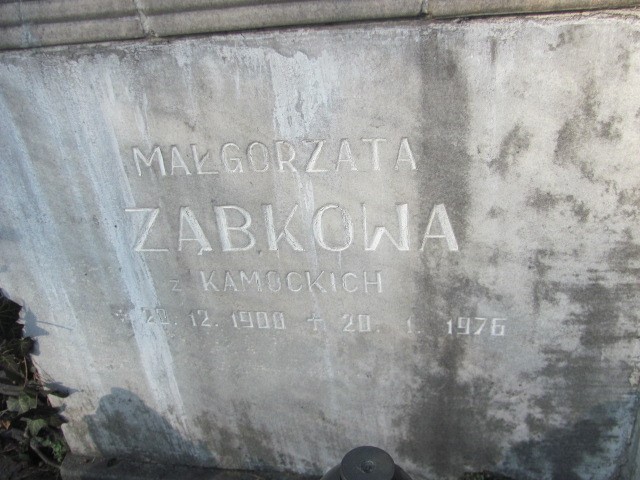 MAŁGORZATA
ZĄBKOWA
z KAMOCKICH
* 20. 12. 1900 + 20. 1. 1976